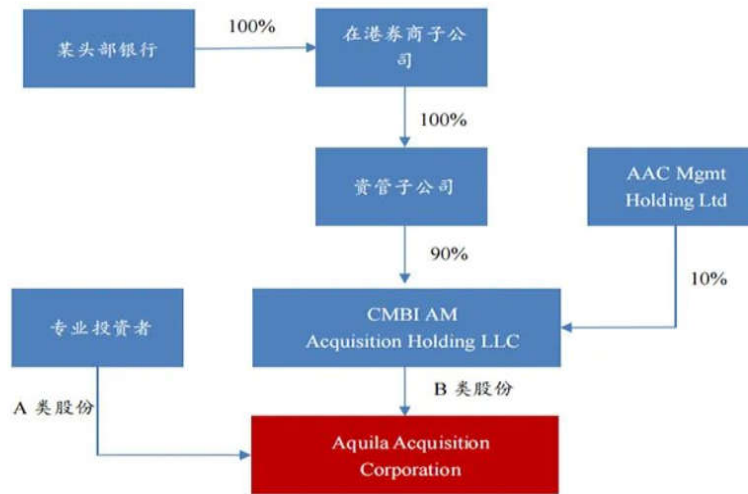 某头部银行
100%
在港券商子公
司
100%
资管子公司
AAC Mgmt
Holding Ltd
90%
10%
专业投资者
CMBI AM
Acquisition Holding LLC
A 类股份
B 类股份
Aquila Acquisition
Corporation